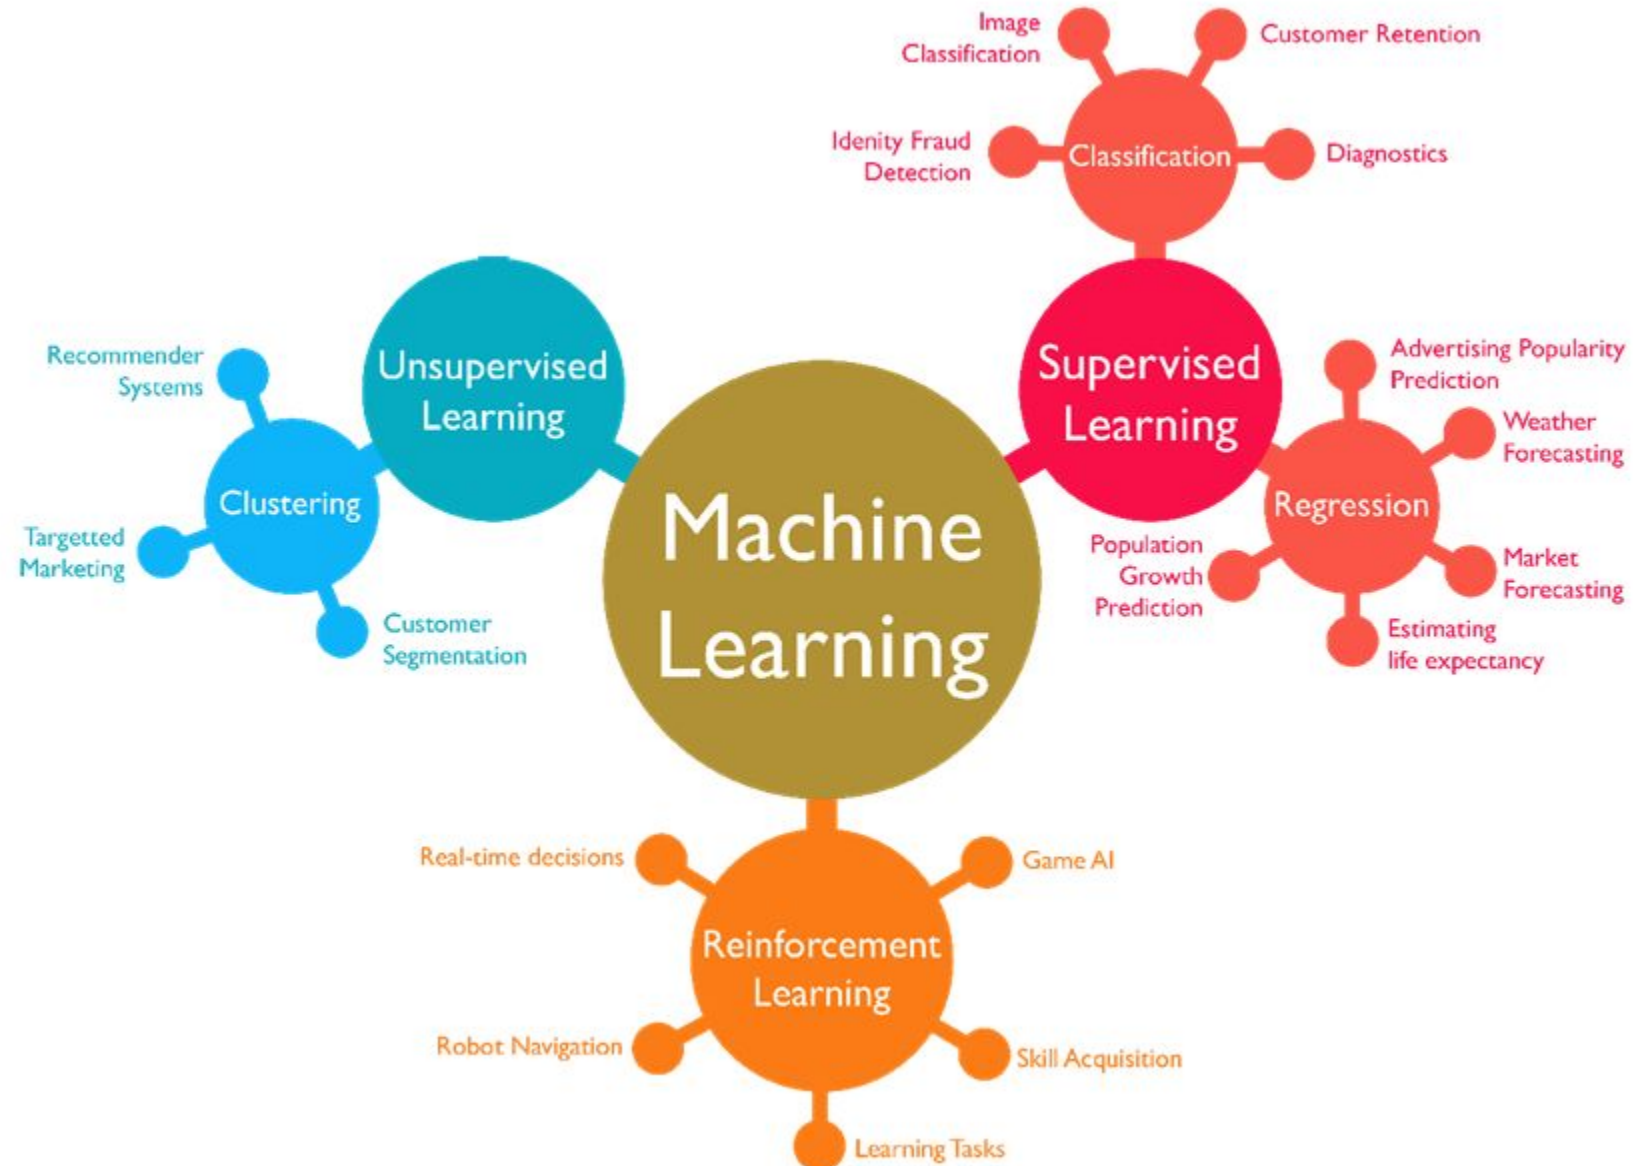 Image
Classification
Customer Retention
Idenity Fraud
Detection
Classification
Diagnostics
Unsupervised
Learning
Supervised
Learning
Recommender
Systems
Clustering
Targetted
Marketing
Customer
Segmentation
Machine
Learning
Advertising Popularity
Prediction
Weather
Forecasting
Regression
Population
Growth
Prediction
Market
Forecasting
Estimating
life expectancy
Real-time decisions
Game AI
Reinforcement
Learning
Robot Navigation
Skill Acquisition
Learning Tasks